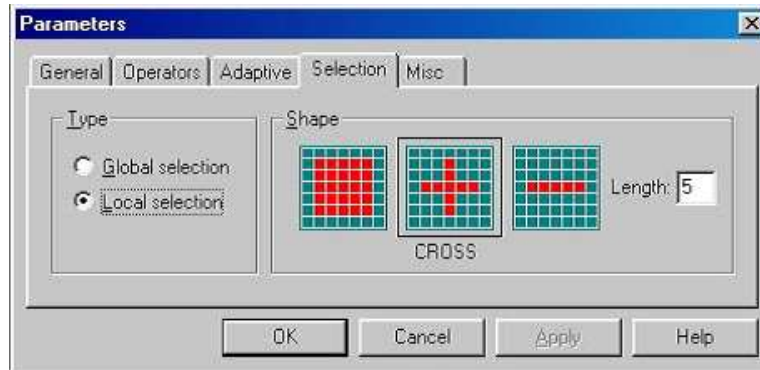 Parameters
General Operators Adaptive Selection Misc
Type
Global selection
Local selection
Shape
CROSS
Length: 5
OK Cancel Apply Help